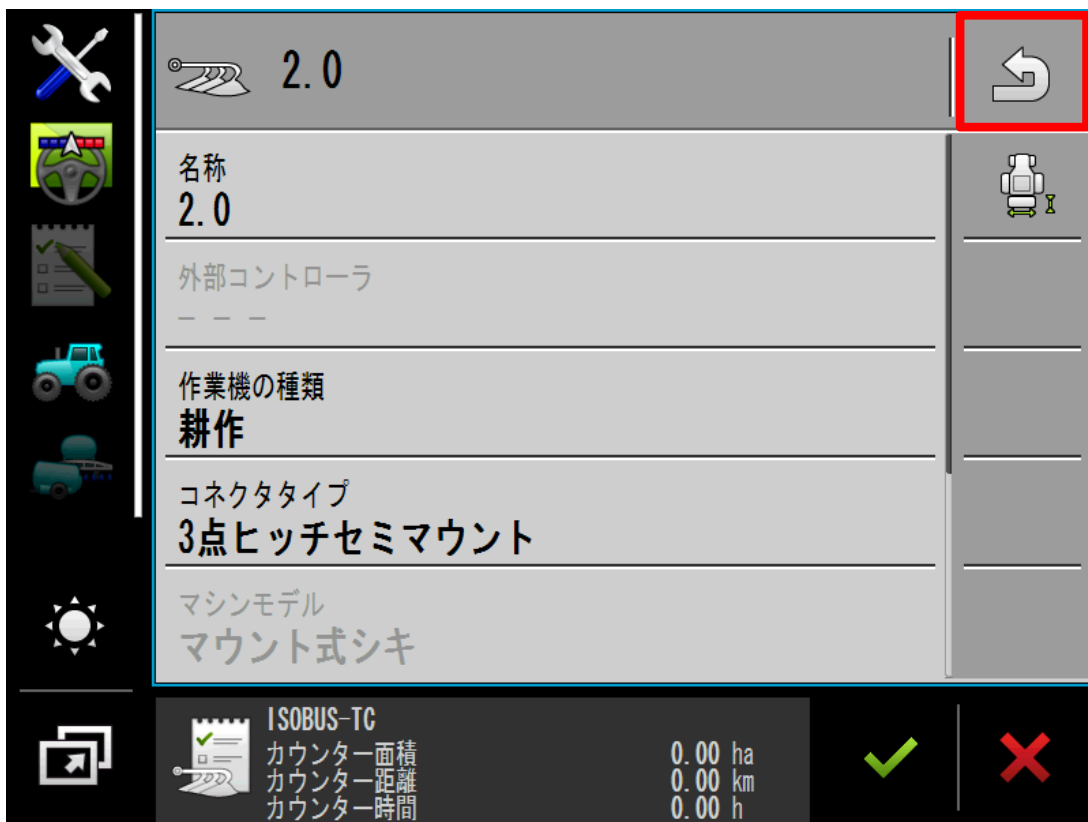 2.0
名称
2.0
外部コントローラ
- - -
作業機の種類
耕作
コネクタタイプ
3点ヒッチセミマウント
マシンモデル
マウント式シキ
ISOBUS-TC
カウンター面積 0.00 ha
カウンター距離 0.00 km
カウンター時間 0.00 h